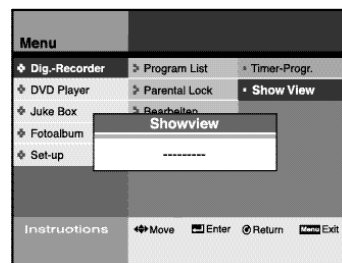 Menu
Dig.-Recorder
Program List
Timer-Progr.
DVD Player
Parental Lock
Show View
Juke Box
Bearbeiten
Fotoalbum
Showview
Set-up
---------
Instructions
Move
Enter
Return
Menu Exit